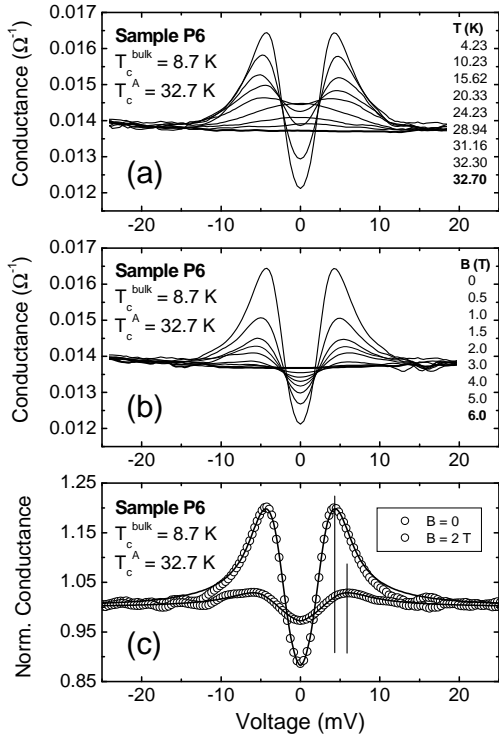 Sample P6
T_c^bulk = 8.7 K
T_c^A = 32.7 K
T (K)
4.23
10.23
15.62
20.33
24.23
28.94
31.16
32.30
32.70
Conductance (Ω⁻¹)
0.017
0.016
0.015
0.014
0.013
0.012
(a)
-20 -10 0 10 20
Sample P6
T_c^bulk = 8.7 K
T_c^A = 32.7 K
B (T)
0
0.5
1.0
1.5
2.0
3.0
4.0
5.0
6.0
Conductance (Ω⁻¹)
0.017
0.016
0.015
0.014
0.013
0.012
(b)
-20 -10 0 10 20
Sample P6
T_c^bulk = 8.7 K
T_c^A = 32.7 K
B = 0
B = 2 T
Norm. Conductance
1.25
1.15
1.05
0.95
0.85
(c)
-20 -10 0 10 20
Voltage (mV)